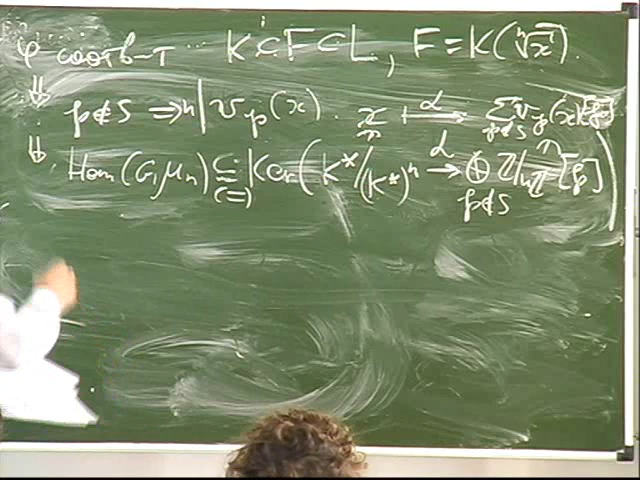 φ соотв-т K ⊂ F ⊂ L, F = K(ⁿ√x).
⇓ p∉S ⇒ n | v_p(x). x ↦^α Σ_{p∉S} v_p(x)[p]
⇓ Hom(G, μ_n) ⊆ Ker(K*/(K*)ⁿ →^α ⊕_{p∉S} ℤ/nℤ [p])
(=)